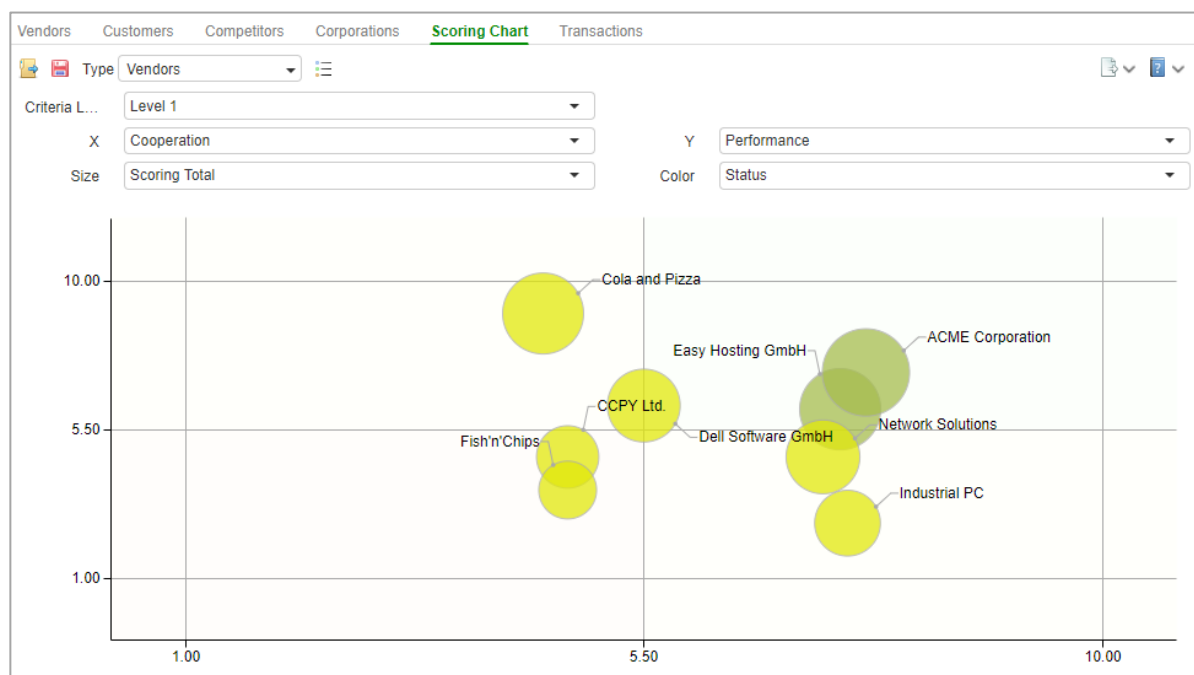 Vendors Customers Competitors Corporations Scoring Chart Transactions
Type Vendors
Criteria L... Level 1
X Cooperation Y Performance
Size Scoring Total Color Status
10.00
Cola and Pizza
ACME Corporation
Easy Hosting GmbH
CCPY Ltd.
5.50
Network Solutions
Dell Software GmbH
Fish'n'Chips
Industrial PC
1.00
1.00 5.50 10.00